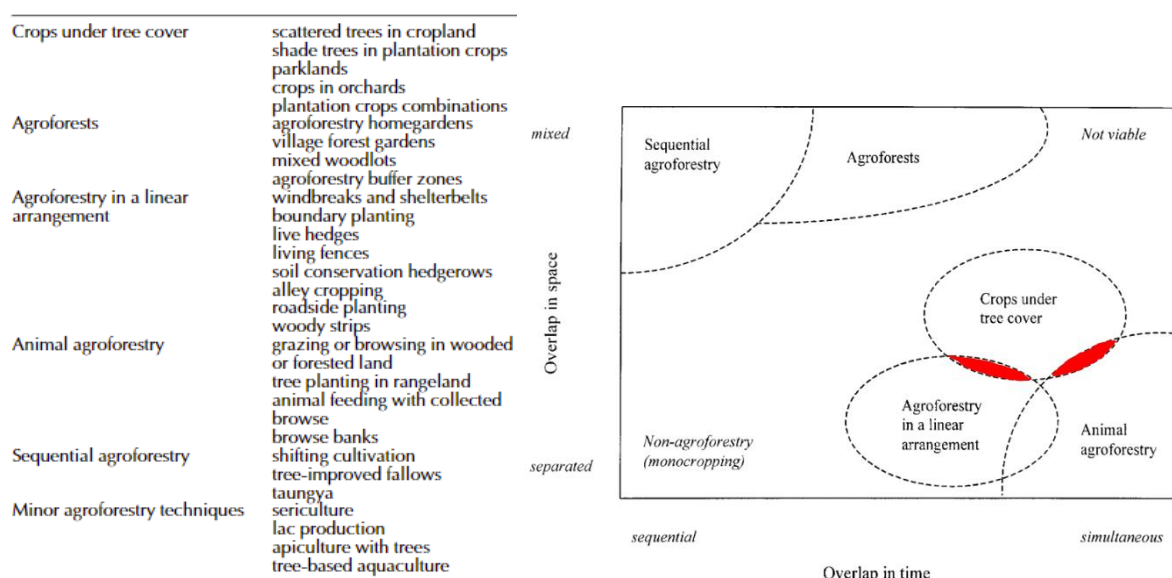 Crops under tree cover
scattered trees in cropland
shade trees in plantation crops
parklands
crops in orchards
plantation crops combinations
Agroforests
agroforestry homegardens
village forest gardens
mixed woodlots
agroforestry buffer zones
Agroforestry in a linear
arrangement
windbreaks and shelterbelts
boundary planting
live hedges
living fences
soil conservation hedgerows
alley cropping
roadside planting
woody strips
Animal agroforestry
grazing or browsing in wooded
or forested land
tree planting in rangeland
animal feeding with collected
browse
browse banks
Sequential agroforestry
shifting cultivation
tree-improved fallows
taungya
Minor agroforestry techniques
sericulture
lac production
apiculture with trees
tree-based aquaculture
mixed
Overlap in space
separated
Sequential
agroforestry
Agroforests
Not viable
Crops under
tree cover
Agroforestry
in a linear
arrangement
Animal
agroforestry
Non-agroforestry
(monocropping)
sequential
simultaneous
Overlap in time